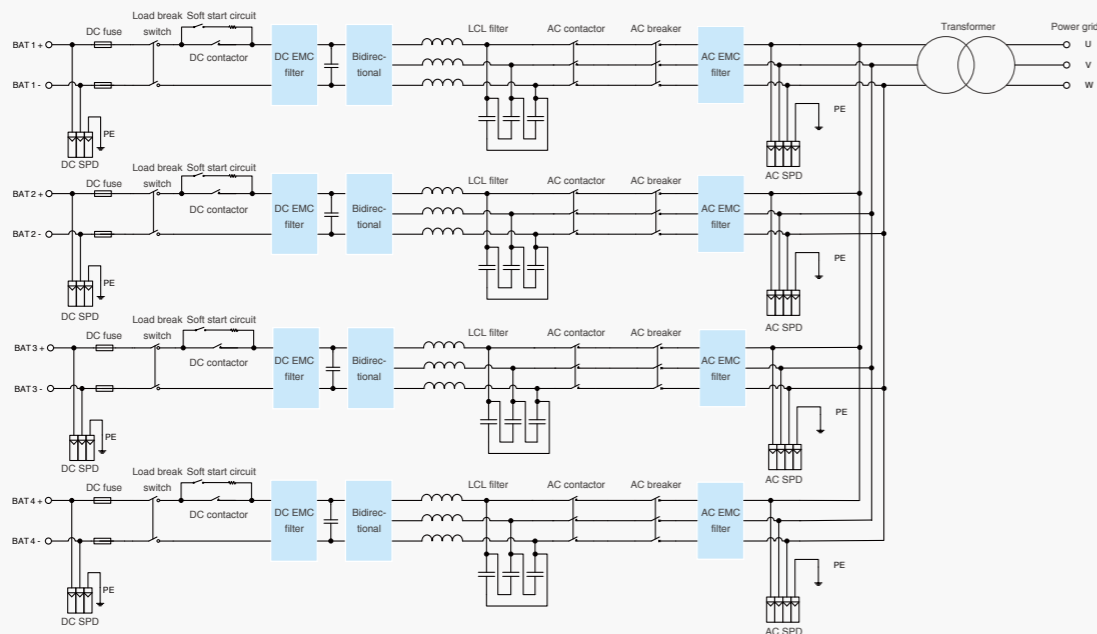 Load break Soft start circuit
DC fuse switch
LCL filter AC contactor AC breaker
Transformer Power grid
BAT 1 +
DC contactor
DC EMC
filter
Bidirec-
tional
AC EMC
filter
U
V
W
BAT 1 -
PE
PE
DC SPD
AC SPD
Load break Soft start circuit
DC fuse switch
LCL filter AC contactor AC breaker
BAT 2 +
DC contactor
DC EMC
filter
Bidirec-
tional
AC EMC
filter
BAT 2 -
PE
PE
DC SPD
AC SPD
Load break Soft start circuit
DC fuse switch
LCL filter AC contactor AC breaker
BAT 3 +
DC contactor
DC EMC
filter
Bidirec-
tional
AC EMC
filter
BAT 3 -
PE
PE
DC SPD
AC SPD
Load break Soft start circuit
DC fuse switch
LCL filter AC contactor AC breaker
BAT 4 +
DC contactor
DC EMC
filter
Bidirec-
tional
AC EMC
filter
BAT 4 -
PE
PE
DC SPD
AC SPD